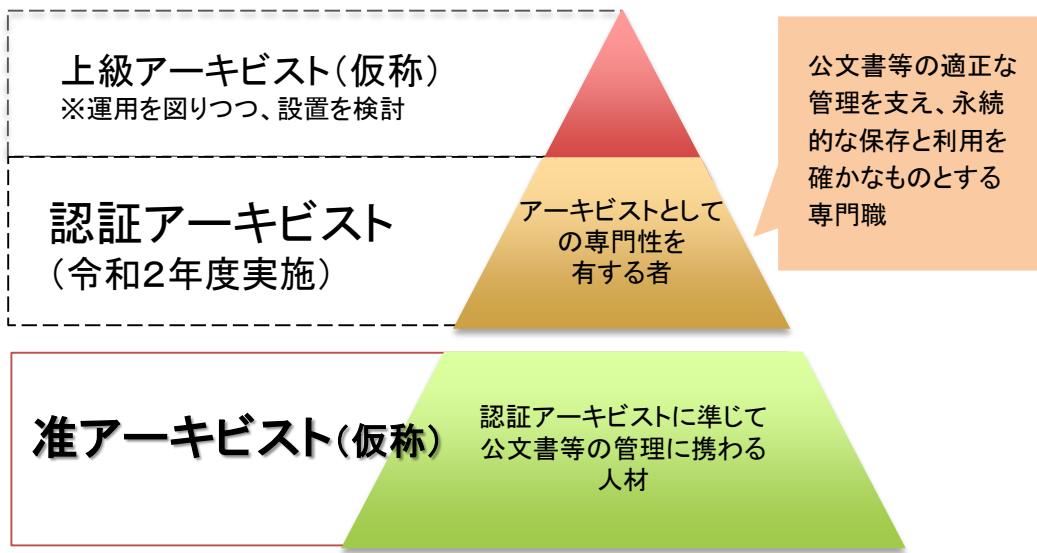 上級アーキビスト（仮称）
※運用を図りつつ、設置を検討
認証アーキビスト
（令和２年度実施）
准アーキビスト（仮称）
アーキビストとして
の専門性を
有する者
認証アーキビストに準じて
公文書等の管理に携わる
人材
公文書等の適正な
管理を支え、永続
的な保存と利用を
確かなものとする
専門職